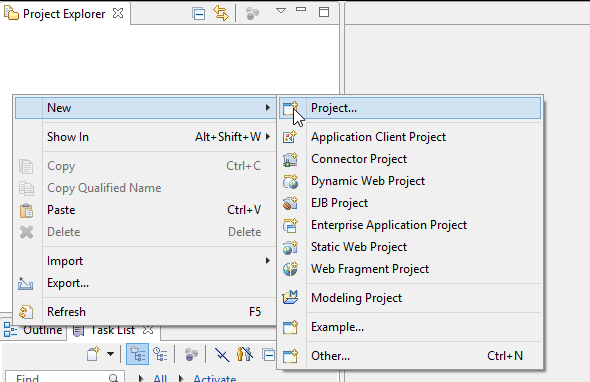 Project Explorer
New
Show In Alt+Shift+W
Copy Ctrl+C
Copy Qualified Name
Paste Ctrl+V
Delete Delete
Import
Export...
Refresh F5
Project...
Application Client Project
Connector Project
Dynamic Web Project
EJB Project
Enterprise Application Project
Static Web Project
Web Fragment Project
Modeling Project
Example...
Other... Ctrl+N
Outline Task List
Find All Activate...